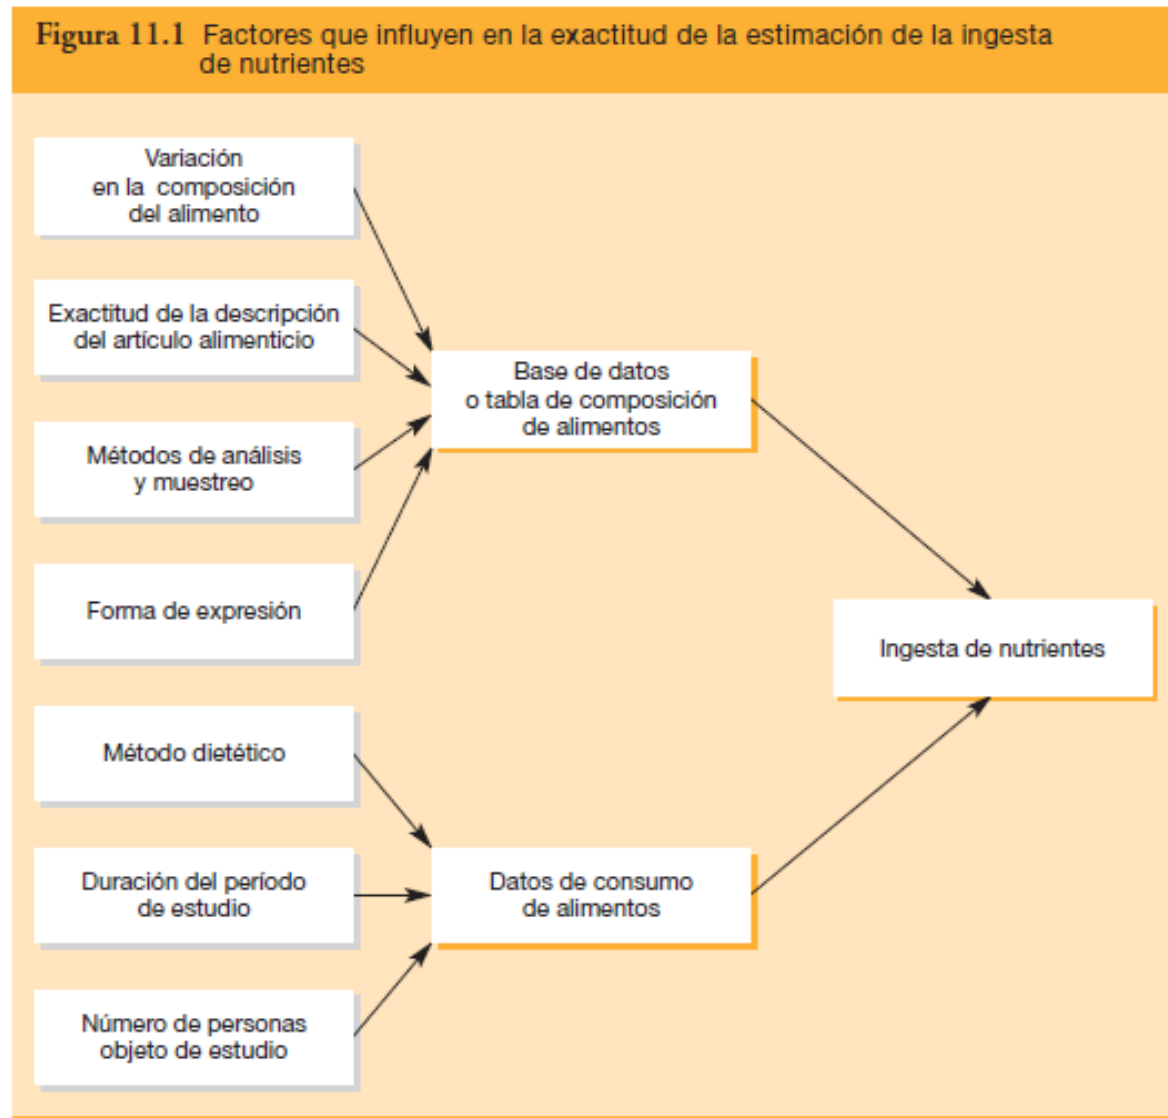 Figura 11.1 Factores que influyen en la exactitud de la estimación de la ingesta
de nutrientes
Variación
en la composición
del alimento
Exactitud de la descripción
del artículo alimenticio
Métodos de análisis
y muestreo
Forma de expresión
Base de datos
o tabla de composición
de alimentos
Ingesta de nutrientes
Método dietético
Duración del período
de estudio
Número de personas
objeto de estudio
Datos de consumo
de alimentos